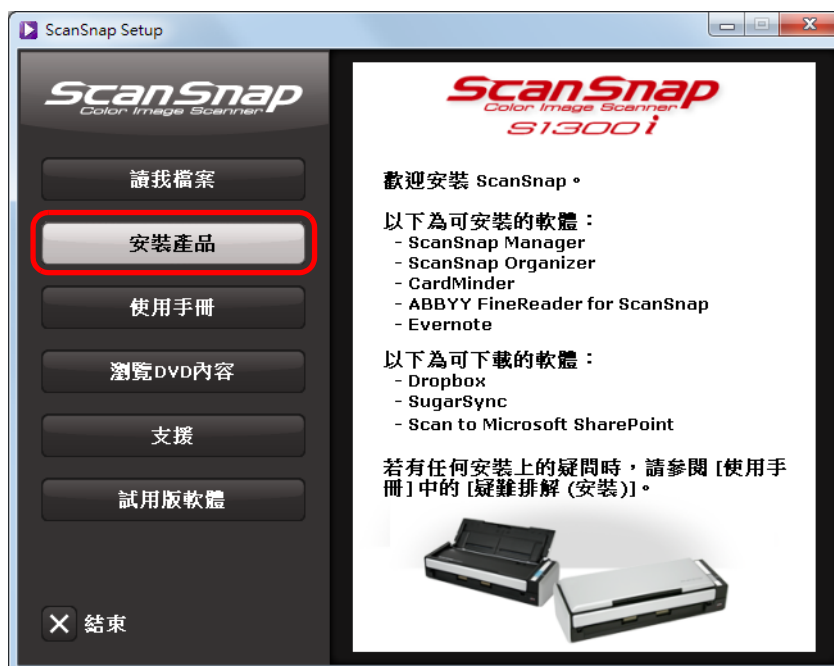 ScanSnap Setup
ScanSnap
Color Image Scanner
讀我檔案
安裝產品
使用手冊
瀏覽DVD內容
支援
試用版軟體
結束
ScanSnap
Color Image Scanner
S1300i
歡迎安裝 ScanSnap。
以下為可安裝的軟體：
- ScanSnap Manager
- ScanSnap Organizer
- CardMinder
- ABBYY FineReader for ScanSnap
- Evernote
以下為可下載的軟體：
- Dropbox
- SugarSync
- Scan to Microsoft SharePoint
若有任何安裝上的疑問時，請參閱 [使用手
冊] 中的 [疑難排解 (安裝)]。